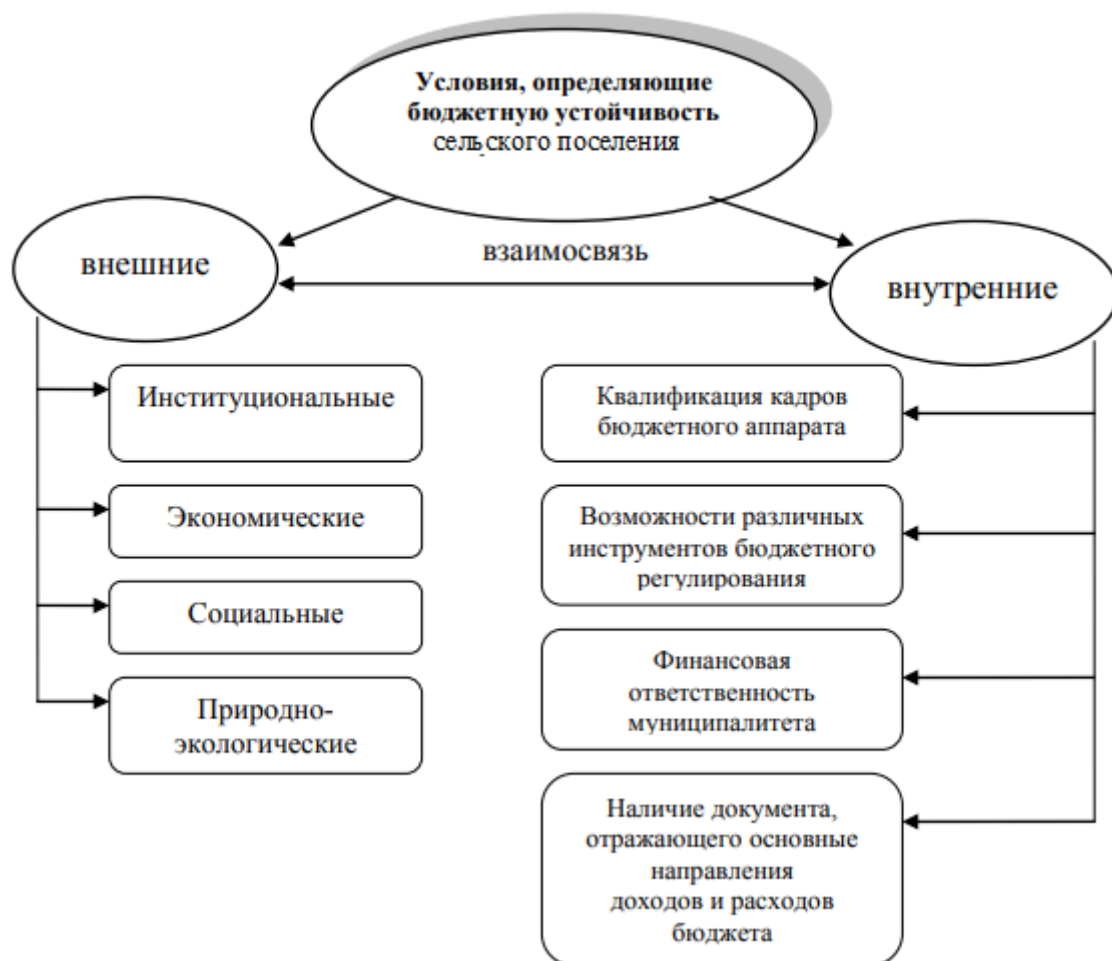 Условия, определяющие
бюджетную устойчивость
сельского поселения
внешние
взаимосвязь
внутренние
Институциональные
Экономические
Социальные
Природно-
экологические
Квалификация кадров
бюджетного аппарата
Возможности различных
инструментов бюджетного
регулирования
Финансовая
ответственность
муниципалитета
Наличие документа,
отражающего основные
направления
доходов и расходов
бюджета